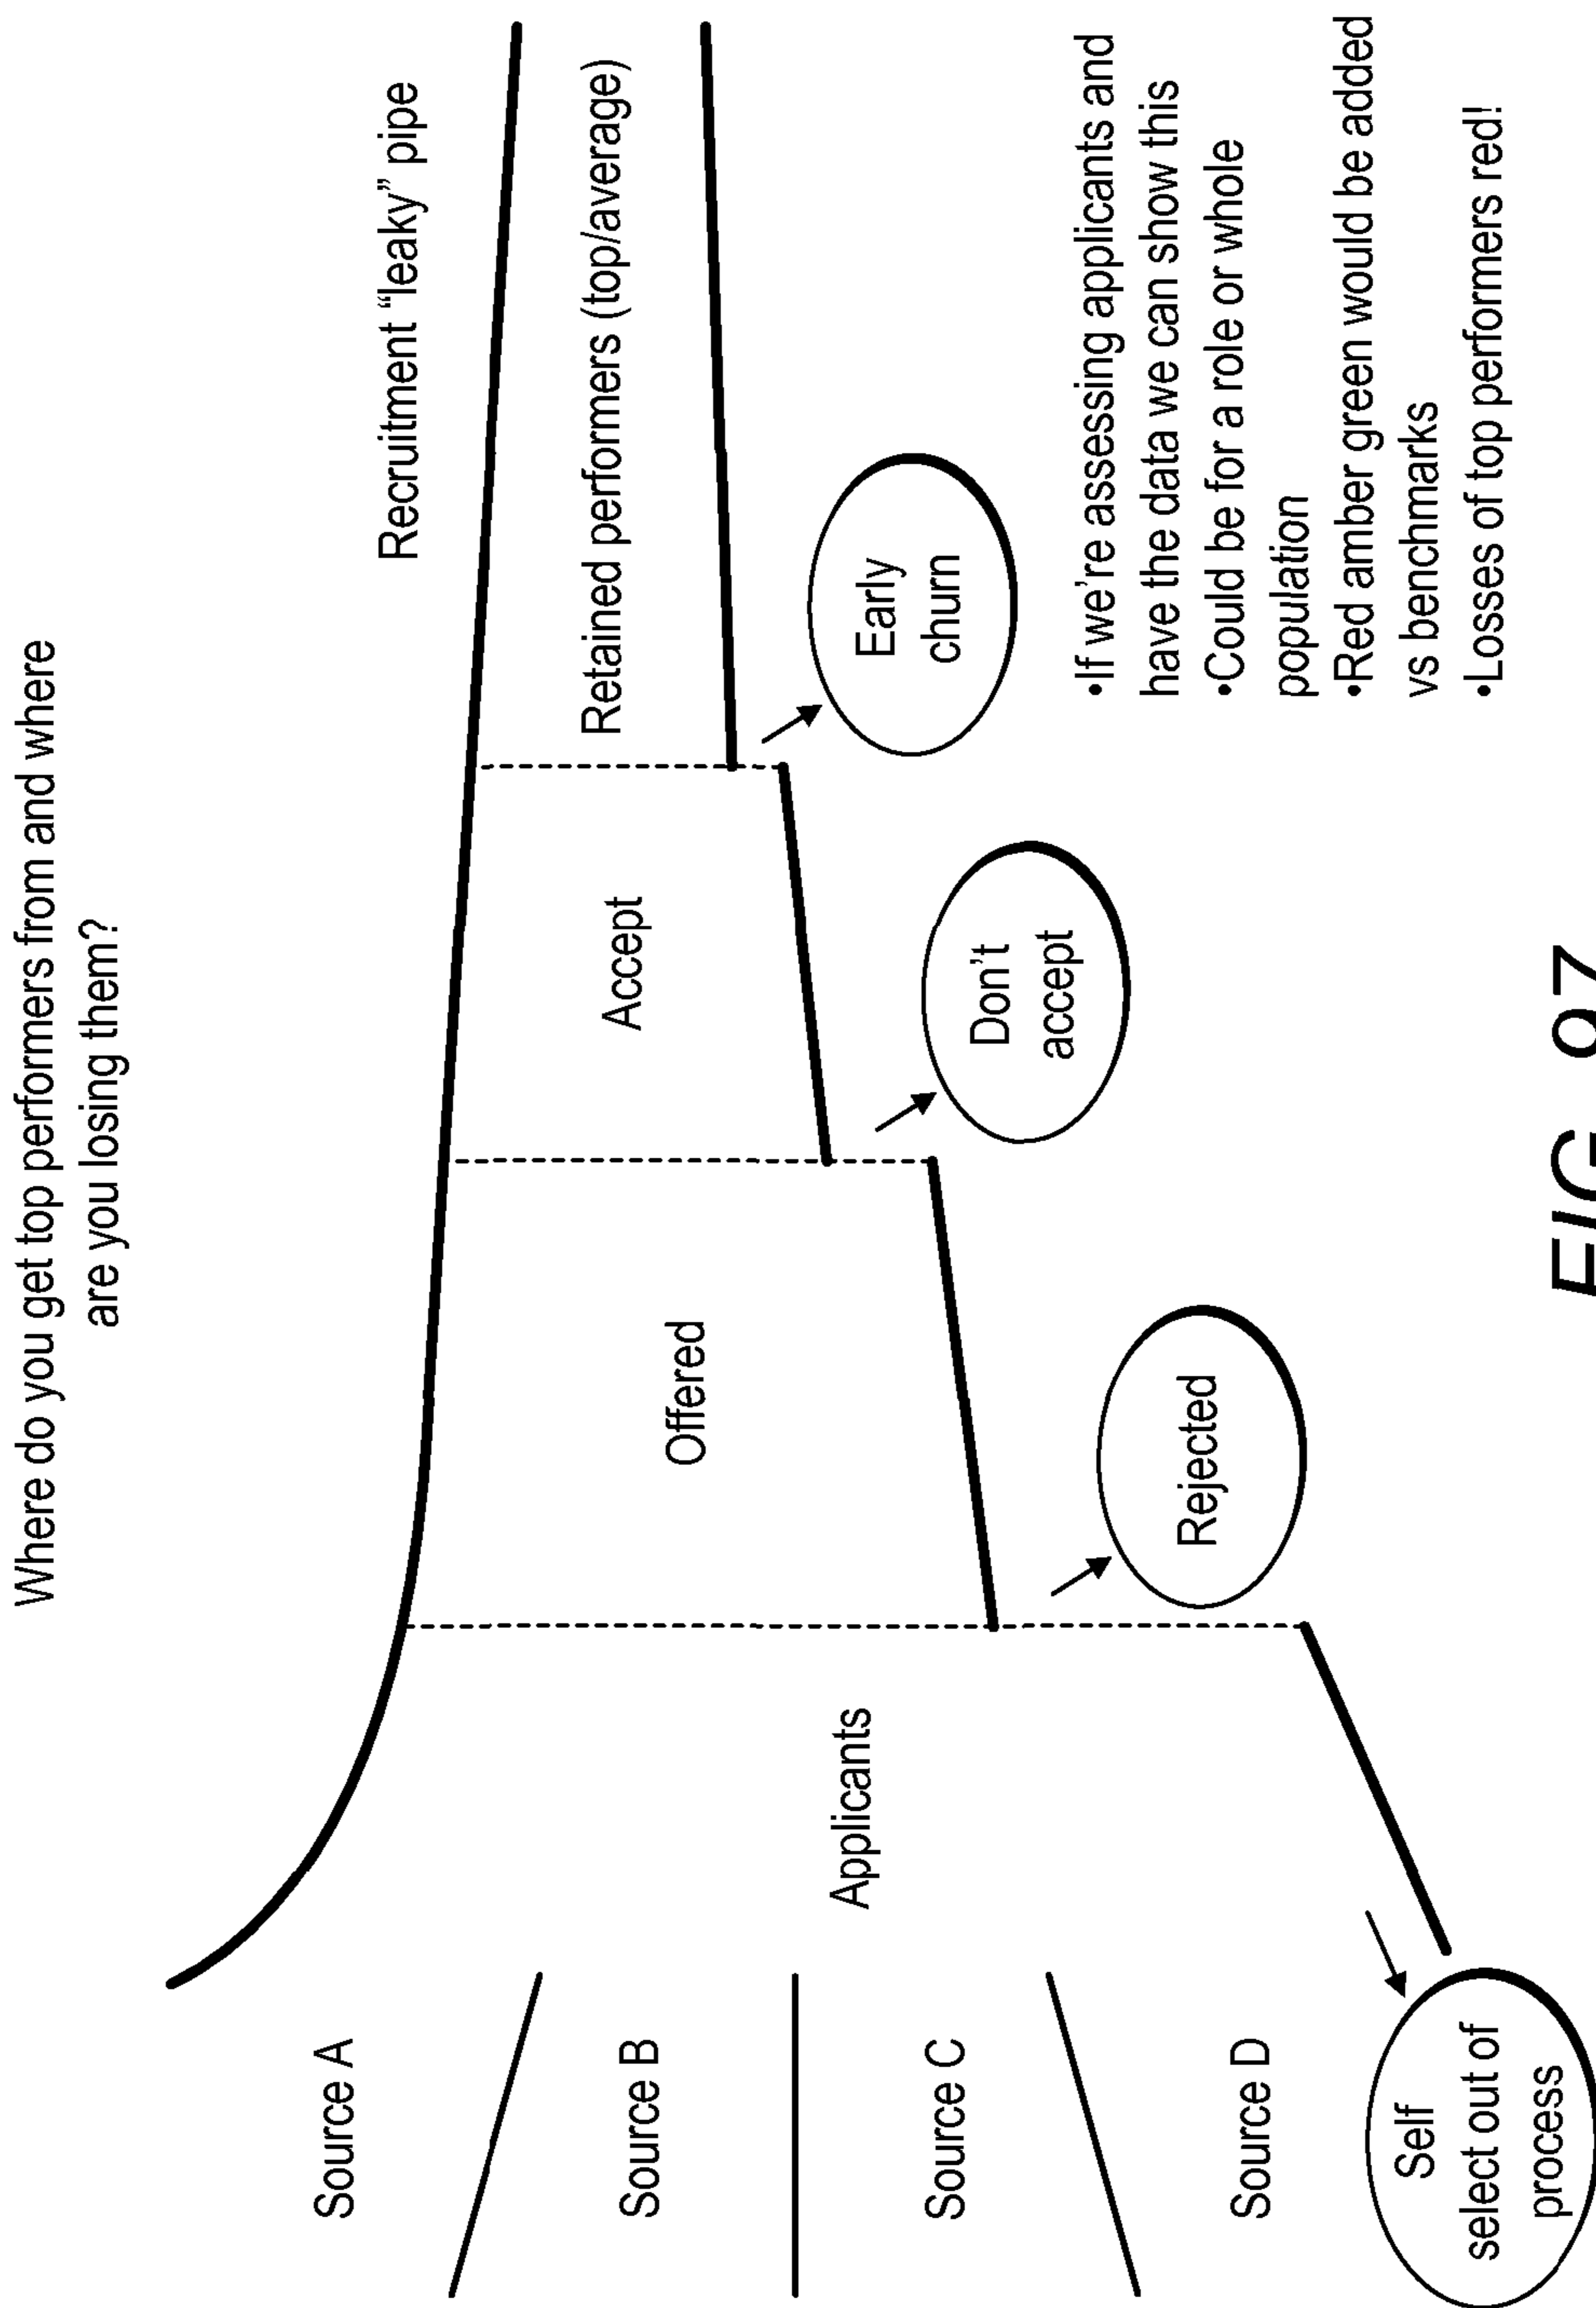 Where do you get top performers from and where
are you losing them?
Recruitment “leaky” pipe
Source A
Source B
Source C
Source D
Applicants
Offered
Accept
Retained performers (top/average)
Self
select out of
process
Rejected
Don’t
accept
Early
churn
•If we’re assessing applicants and
have the data we can show this
•Could be for a role or whole
population
•Red amber green would be added
vs benchmarks
•Losses of top performers red!
FIG.